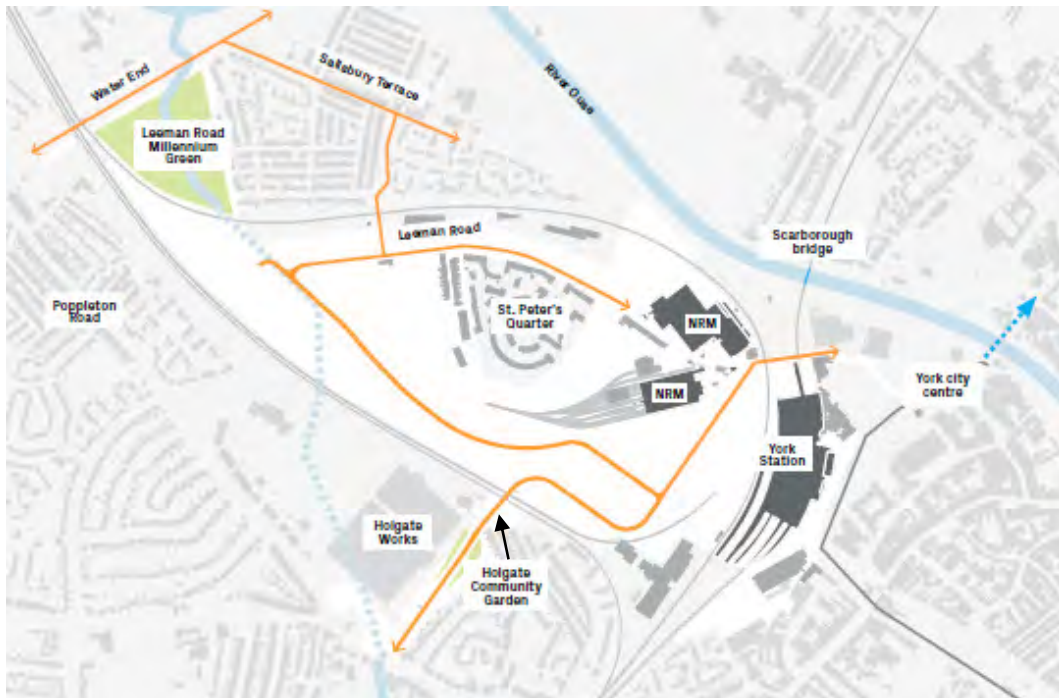 Water End
Salisbury Terrace
River Ouse
Leeman Road
Millennium
Green
Leeman Road
Scarborough
bridge
Poppleton
Road
St. Peter's
Quarter
NRM
NRM
York city
centre
York
Station
Holgate
Works
Holgate
Community
Garden